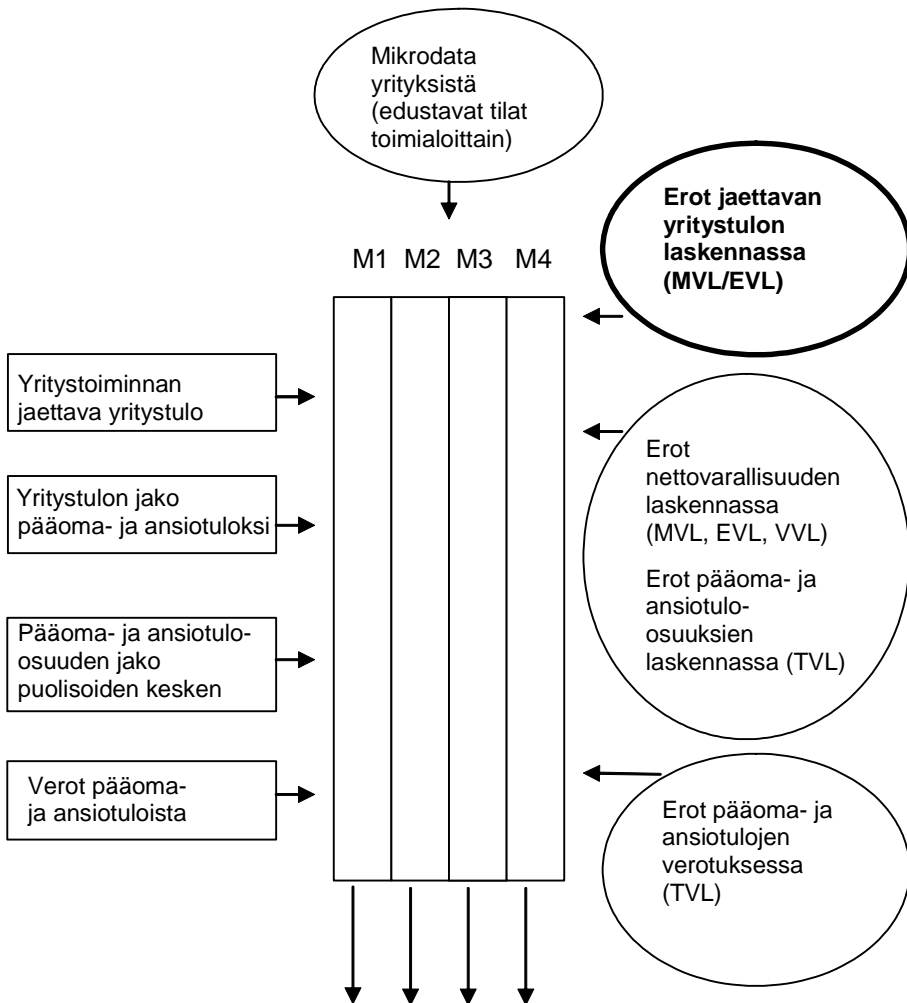 Mikrodata
yrityksistä
(edustavat tilat
toimialoittain)
Erot jaettavan
yritystulon
laskennassa
(MVL/EVL)
M1 M2 M3 M4
Yritystoiminnan
jaettava yritystulo
Erot
nettovarallisuuden
laskennassa
(MVL, EVL, VVL)
Erot pääoma- ja
ansiotulo-
osuuksien
laskennassa (TVL)
Yritystulon jako
pääoma- ja ansiotuloksi
Pääoma- ja ansiotulo-
osuuden jako
puolisoiden kesken
Verot pääoma-
ja ansiotuloista
Erot pääoma- ja
ansiotulojen
verotuksessa
(TVL)